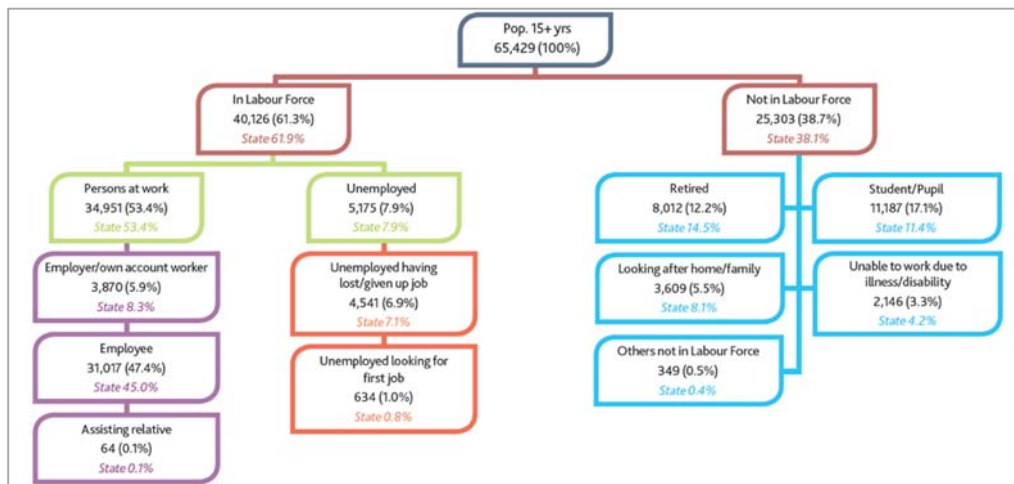 Pop. 15+ yrs
65,429 (100%)
In Labour Force
40,126 (61.3%)
State 61.9%
Not in Labour Force
25,303 (38.7%)
State 38.1%
Persons at work
34,951 (53.4%)
State 53.4%
Unemployed
5,175 (7.9%)
State 7.9%
Retired
8,012 (12.2%)
State 14.5%
Student/Pupil
11,187 (17.1%)
State 11.4%
Employer/own account worker
3,870 (5.9%)
State 8.3%
Unemployed having
lost/given up job
4,541 (6.9%)
State 7.1%
Looking after home/family
3,609 (5.5%)
State 8.1%
Unable to work due to
illness/disability
2,146 (3.3%)
State 4.2%
Employee
31,017 (47.4%)
State 45.0%
Unemployed looking for
first job
634 (1.0%)
State 0.8%
Others not in Labour Force
349 (0.5%)
State 0.4%
Assisting relative
64 (0.1%)
State 0.1%